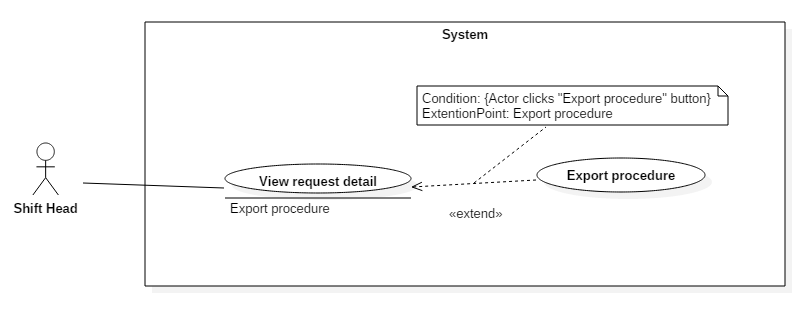 System
Condition: {Actor clicks "Export procedure" button}
ExtentionPoint: Export procedure
View request detail
Export procedure
Export procedure
Shift Head
«extend»